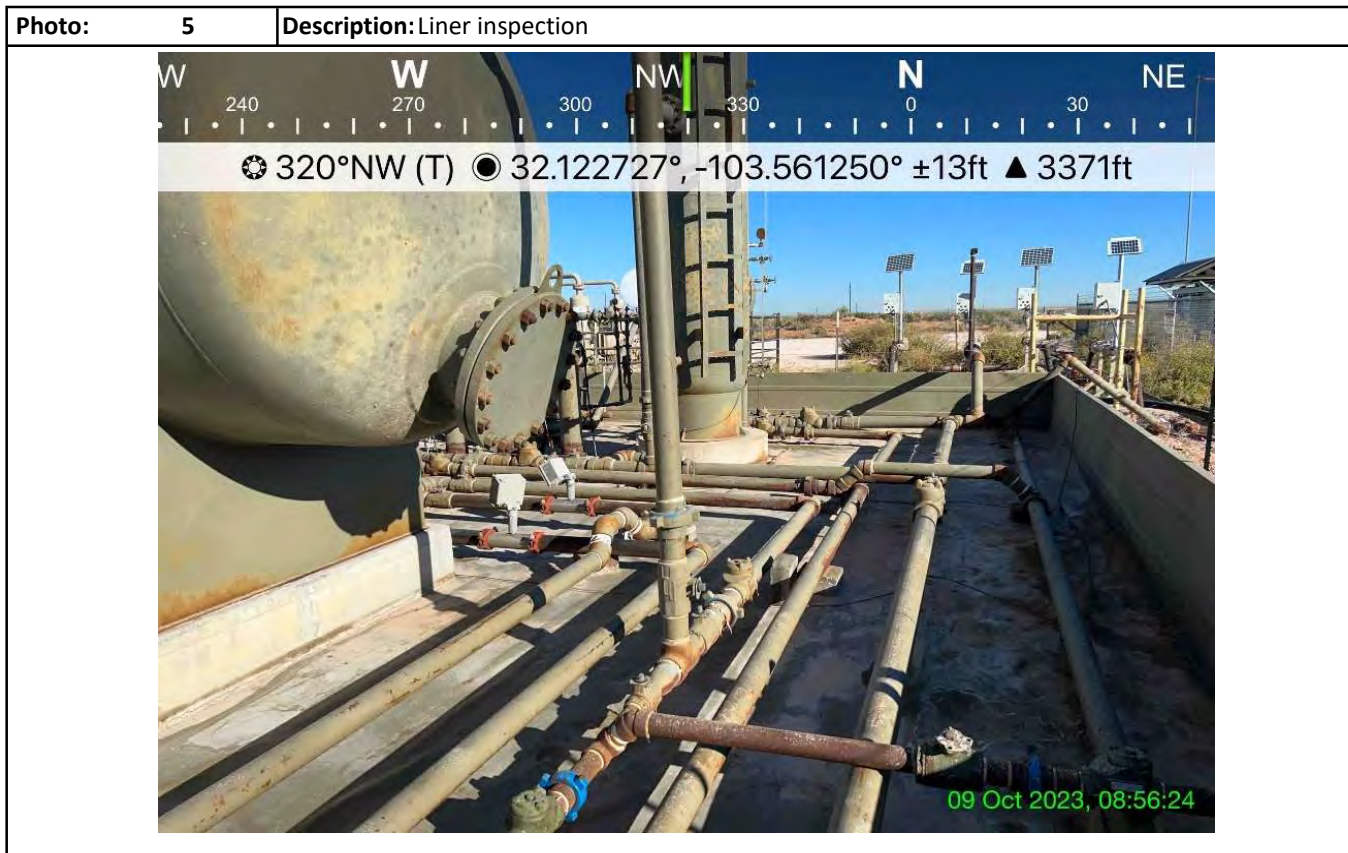 Photo: 5 Description: Liner inspection
W W NW N NE
240 270 300 330 0 30
320°NW (T) 32.122727°, -103.561250° ±13ft ▲ 3371ft
09 Oct 2023, 08:56:24